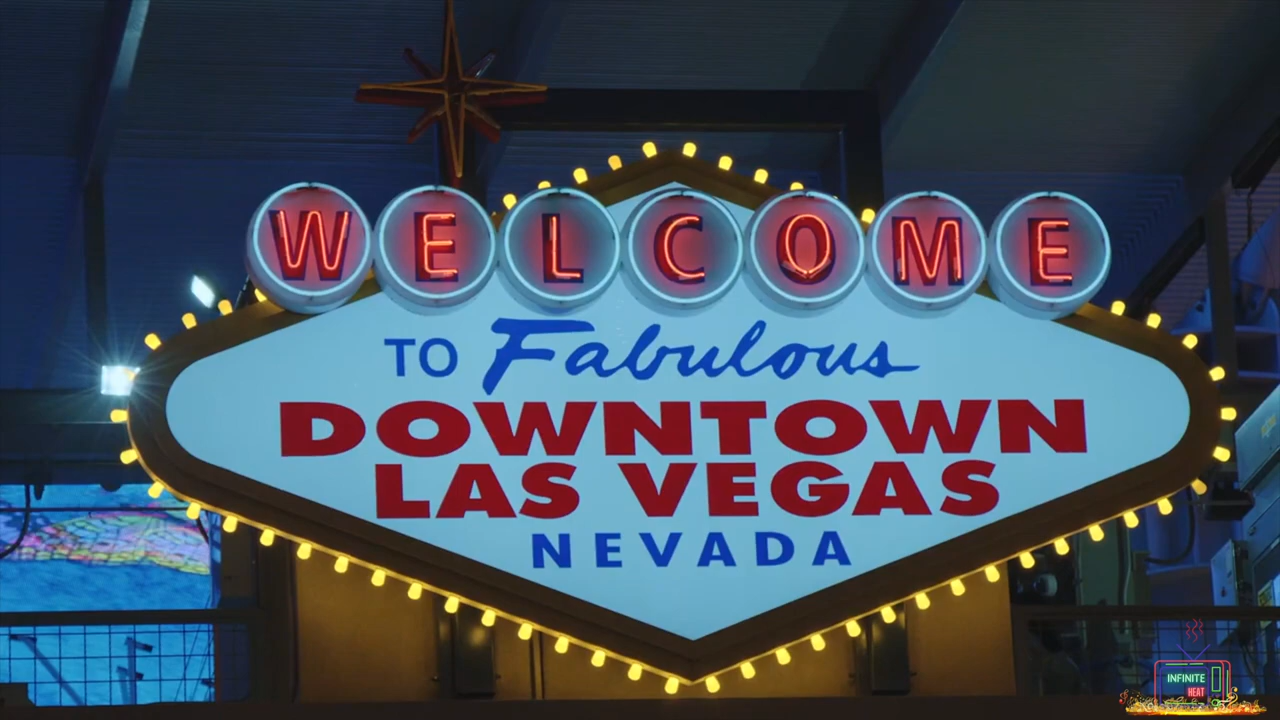 WELCOME
TO Fabulous
DOWNTOWN
LAS VEGAS
NEVADA
INFINITE
HEAT